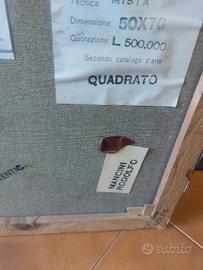 Tecnica: MISTA
Dimensione: 50X70
Quotazione: L 500,000
Secondo catalogo d'arte
QUADRATO
MANCINI
RODOLFO
subito